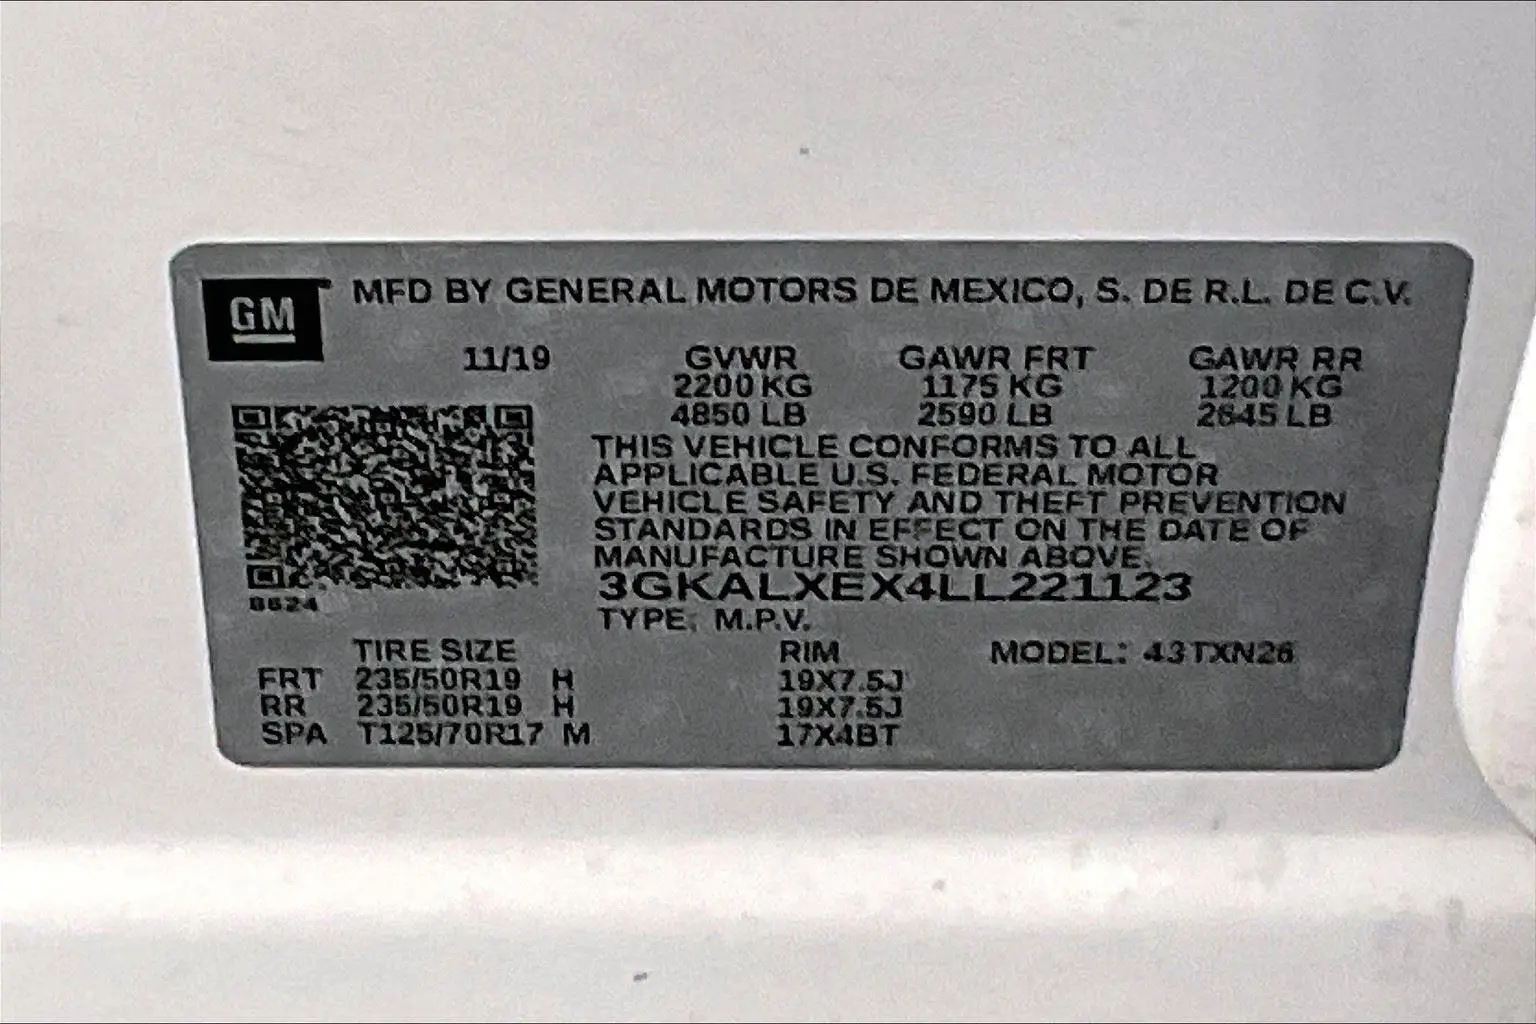 GM
MFD BY GENERAL MOTORS DE MEXICO, S. DE R.L. DE C.V.
11/19 GVWR GAWR FRT GAWR RR
2200 KG 1175 KG 1200 KG
4850 LB 2590 LB 2645 LB
THIS VEHICLE CONFORMS TO ALL
APPLICABLE U.S. FEDERAL MOTOR
VEHICLE SAFETY AND THEFT PREVENTION
STANDARDS IN EFFECT ON THE DATE OF
MANUFACTURE SHOWN ABOVE.
3GKALXEX4LL221123
8624
TYPE: M.P.V.
TIRE SIZE RIM MODEL: 43TXN26
FRT 235/50R19 H 19X7.5J
RR 235/50R19 H 19X7.5J
SPA T125/70R17 M 17X4BT